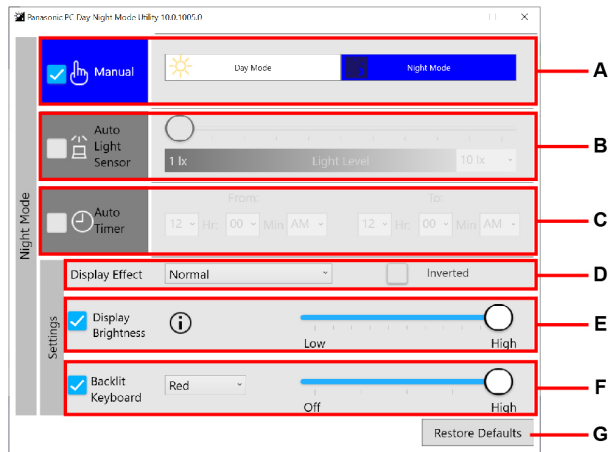 Panasonic PC Day Night Mode Utility 10.0.1005.0
Night Mode
Manual
Day Mode
Night Mode
A
Auto
Light
Sensor
1 lx
Light Level
10 lx
B
Auto
Timer
From:
To:
12 Hr: 00 Min AM
12 Hr: 00 Min AM
C
Settings
Display Effect
Normal
Inverted
D
Display
Brightness
Low
High
E
Backlit
Keyboard
Red
Off
High
F
Restore Defaults
G